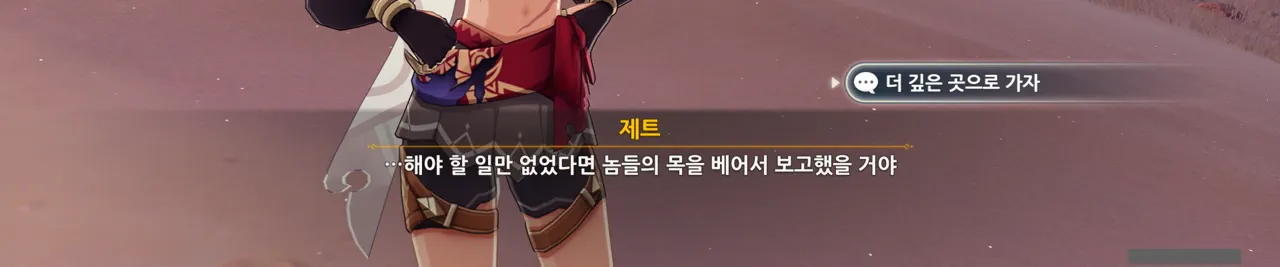 더 깊은 곳으로 가자
제트
…해야 할 일만 없었다면 놈들의 목을 베어서 보고했을 거야